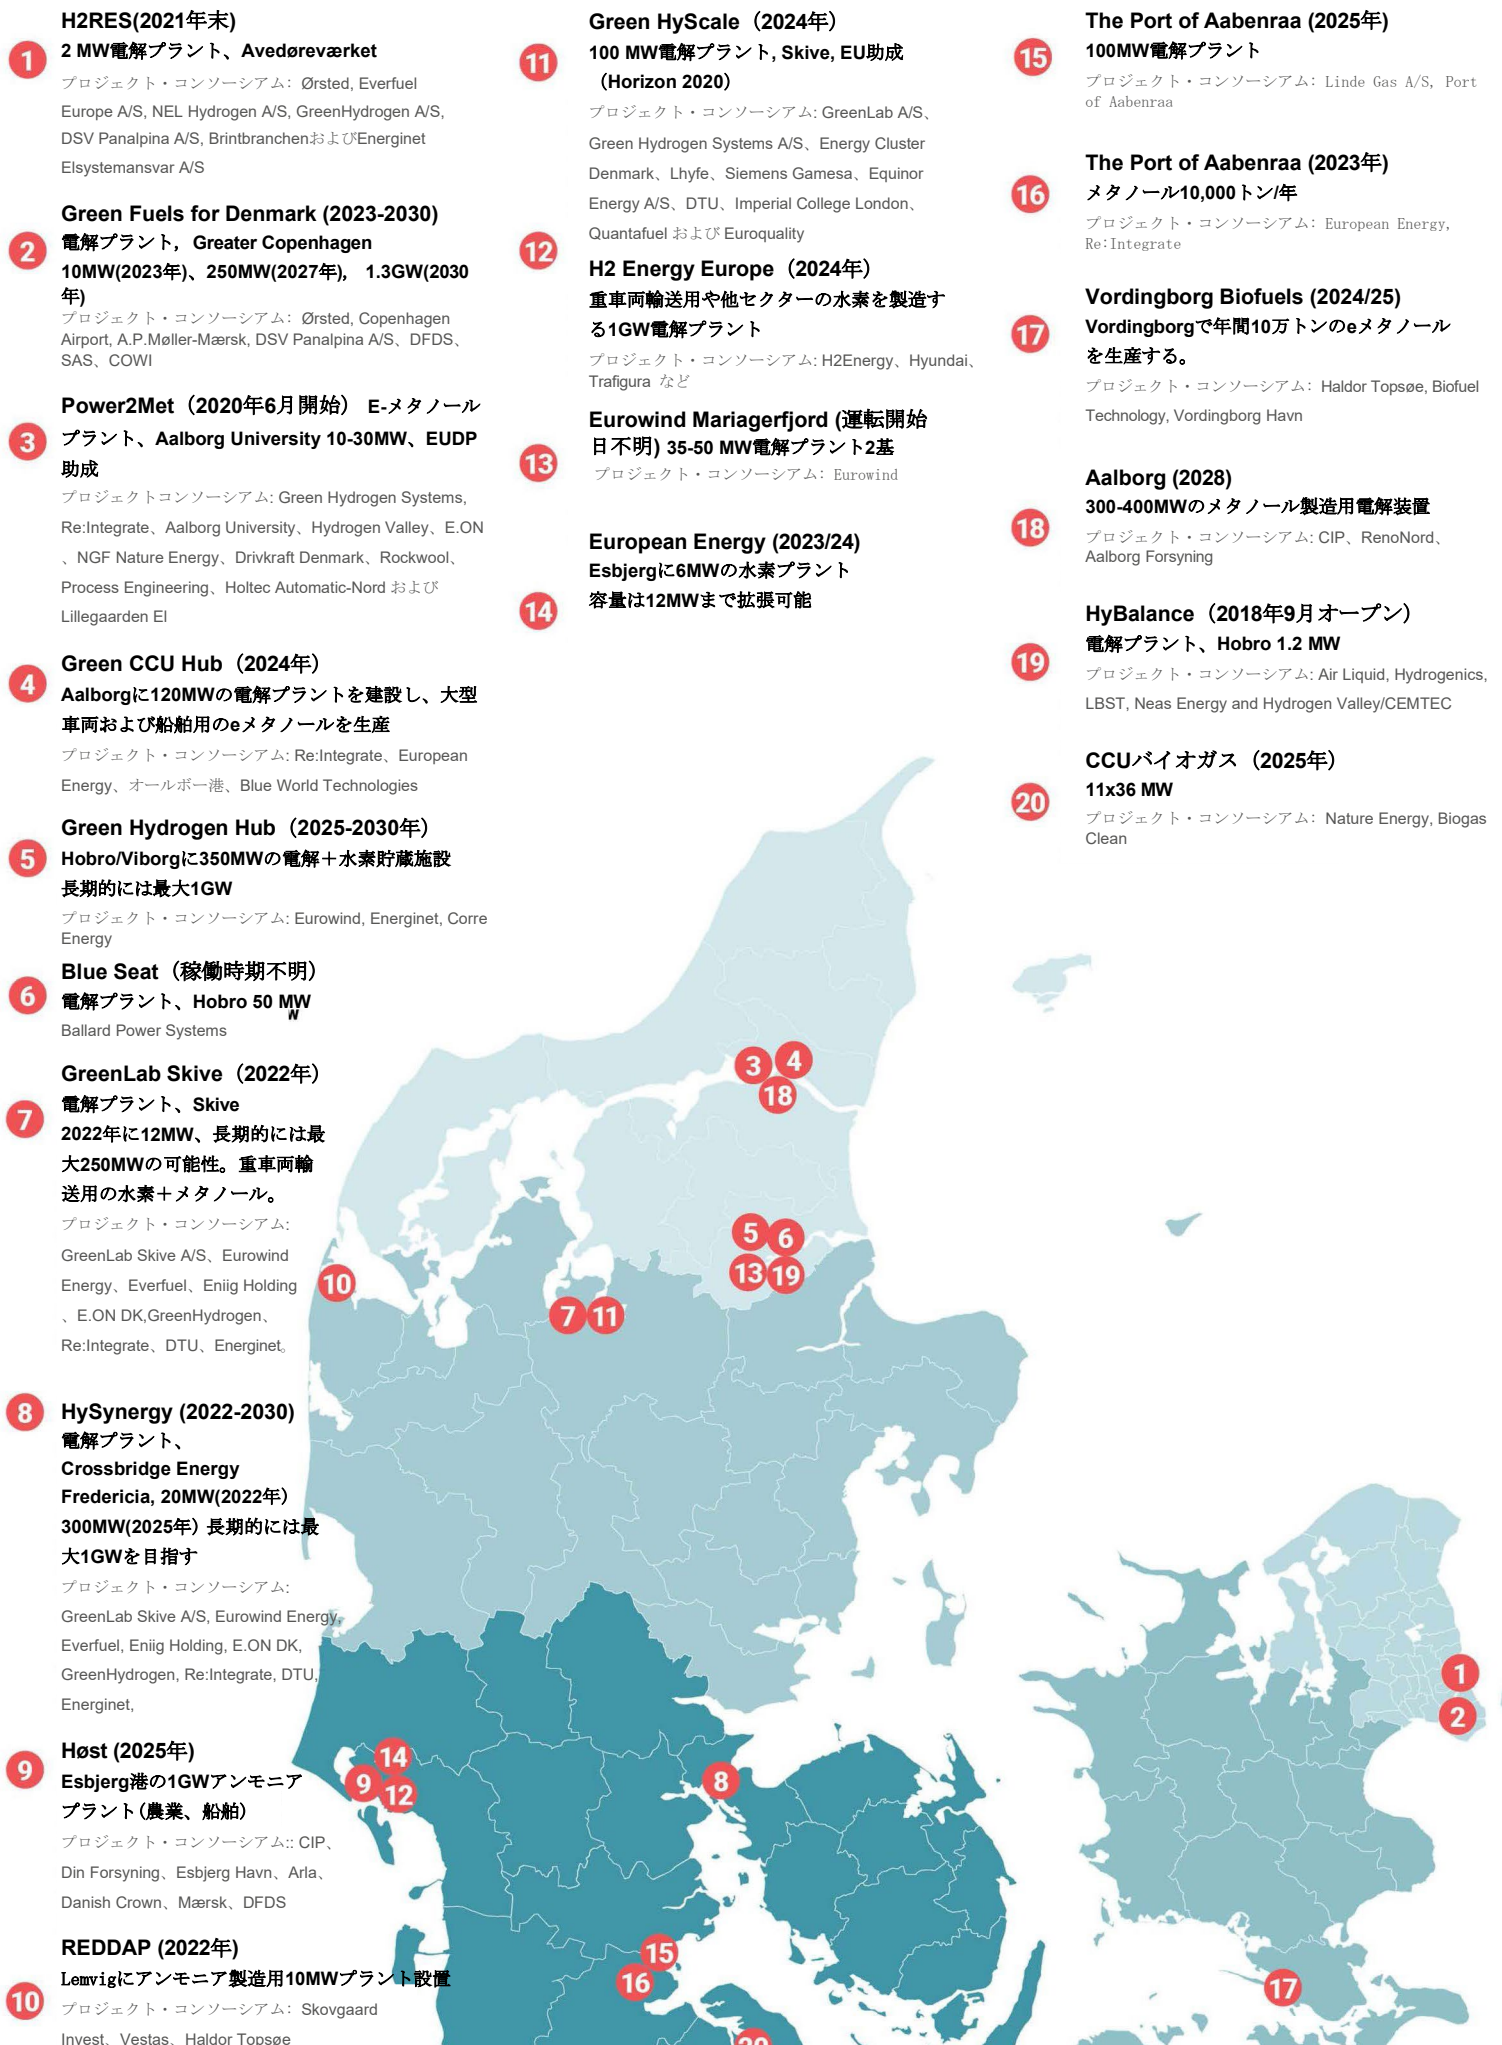 H2RES(2021年末)
1
2 MW電解プラント、Avedøreværket
プロジェクト・コンソーシアム: Ørsted, Everfuel
Europe A/S, NEL Hydrogen A/S, GreenHydrogen A/S,
DSV Panalpina A/S, BrintbranchenおよびEnerginet
Elsystemansvar A/S
Green Fuels for Denmark (2023-2030)
2
電解プラント, Greater Copenhagen
10MW(2023年)、250MW(2027年), 1.3GW(2030
年)
プロジェクト・コンソーシアム: Ørsted, Copenhagen
Airport, A.P.Møller-Mærsk, DSV Panalpina A/S、DFDS、
SAS、COWI
Power2Met（2020年6月開始） E-メタノール
3
プラント、Aalborg University 10-30MW、EUDP
助成
プロジェクトコンソーシアム: Green Hydrogen Systems,
Re:Integrate、Aalborg University、Hydrogen Valley、E.ON
、NGF Nature Energy、Drivkraft Denmark、Rockwool、
Process Engineering、Holtec Automatic-Nord および
Lillegaarden El
Green CCU Hub（2024年）
4
Aalborgに120MWの電解プラントを建設し、大型
車両および船舶用のeメタノールを生産
プロジェクト・コンソーシアム: Re:Integrate、European
Energy、オールボー港、Blue World Technologies
Green Hydrogen Hub（2025-2030年）
5
Hobro/Viborgに350MWの電解＋水素貯蔵施設
長期的には最大1GW
プロジェクト・コンソーシアム: Eurowind, Energinet, Corre
Energy
Blue Seat（稼働時期不明）
6
電解プラント、Hobro 50 MW
W
Ballard Power Systems
GreenLab Skive（2022年）
7
電解プラント、Skive
2022年に12MW、長期的には最
大250MWの可能性。重車両輸
送用の水素＋メタノール。
プロジェクト・コンソーシアム:
GreenLab Skive A/S、Eurowind
Energy、Everfuel、Eniig Holding
、E.ON DK,GreenHydrogen、
Re:Integrate、DTU、Energinet。
8
HySynergy (2022-2030)
電解プラント、
Crossbridge Energy
Fredericia, 20MW(2022年）
300MW(2025年）長期的には最
大1GWを目指す
プロジェクト・コンソーシアム:
GreenLab Skive A/S, Eurowind Energy,
Everfuel, Eniig Holding, E.ON DK,
GreenHydrogen, Re:Integrate, DTU,
Energinet,
Høst (2025年)
9
Esbjerg港の1GWアンモニア
プラント(農業、船舶)
プロジェクト・コンソーシアム:: CIP、
Din Forsyning、Esbjerg Havn、Arla、
Danish Crown、Mærsk、DFDS
REDDAP (2022年)
10
Lemvigにアンモニア製造用10MWプラント設置
プロジェクト・コンソーシアム: Skovgaard
Invest、Vestas、Haldor Topsøe
Green HyScale（2024年）
11
100 MW電解プラント, Skive, EU助成
（Horizon 2020）
プロジェクト・コンソーシアム: GreenLab A/S、
Green Hydrogen Systems A/S、Energy Cluster
Denmark、Lhyfe、Siemens Gamesa、Equinor
Energy A/S、DTU、Imperial College London、
Quantafuel および Euroquality
12
H2 Energy Europe（2024年）
重車両輸送用や他セクターの水素を製造す
る1GW電解プラント
プロジェクト・コンソーシアム: H2Energy、Hyundai、
Trafigura など
Eurowind Mariagerfjord (運転開始
13
日不明) 35-50 MW電解プラント2基
プロジェクト・コンソーシアム: Eurowind
European Energy (2023/24)
Esbjergに6MWの水素プラント
14
容量は12MWまで拡張可能
The Port of Aabenraa (2025年)
15
100MW電解プラント
プロジェクト・コンソーシアム: Linde Gas A/S, Port
of Aabenraa
The Port of Aabenraa (2023年)
16
メタノール10,000トン/年
プロジェクト・コンソーシアム: European Energy,
Re:Integrate
Vordingborg Biofuels (2024/25)
17
Vordingborgで年間10万トンのeメタノール
を生産する。
プロジェクト・コンソーシアム: Haldor Topsøe, Biofuel
Technology, Vordingborg Havn
Aalborg (2028)
18
300-400MWのメタノール製造用電解装置
プロジェクト・コンソーシアム: CIP、RenoNord、
Aalborg Forsyning
HyBalance（2018年9月オープン）
19
電解プラント、Hobro 1.2 MW
プロジェクト・コンソーシアム: Air Liquid, Hydrogenics,
LBST, Neas Energy and Hydrogen Valley/CEMTEC
CCUバイオガス（2025年）
20
11x36 MW
プロジェクト・コンソーシアム: Nature Energy, Biogas
Clean
3 4
18
5 6
13 19
10
7 11
1
2
14
9 12
8
15
16
17
20